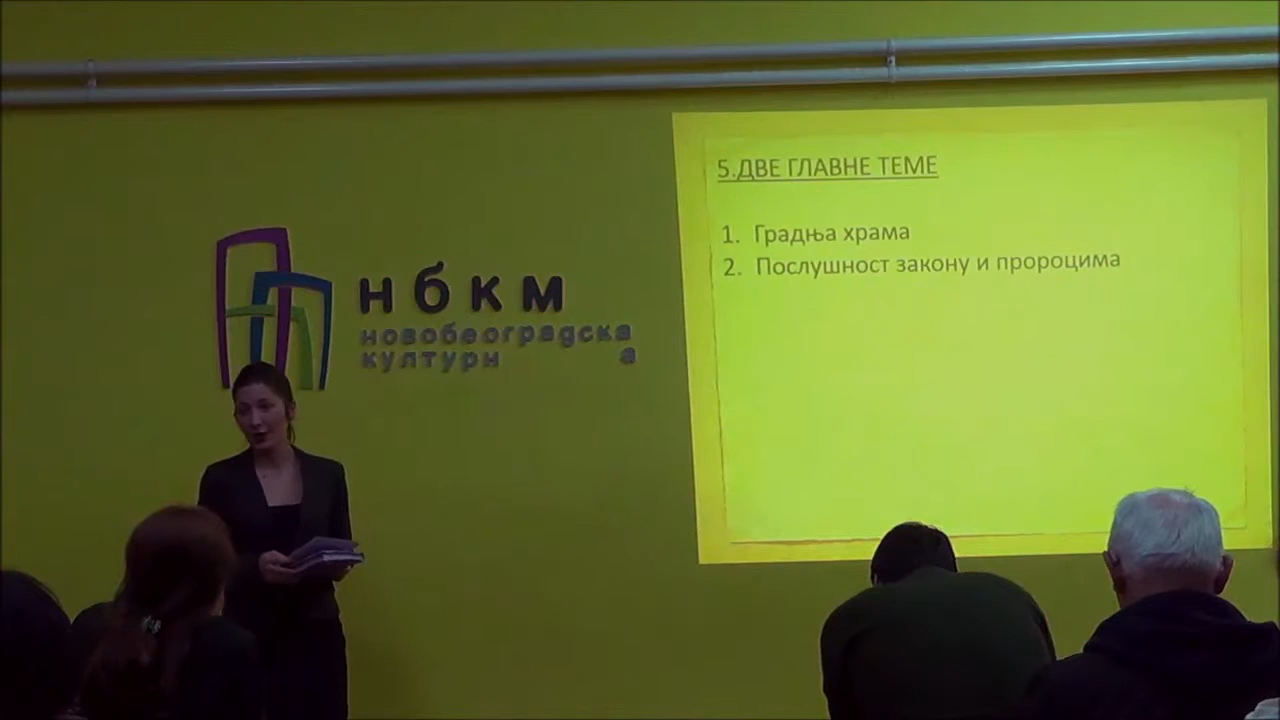 нбкм
новобеоградска
културн
а
5.ДВЕ ГЛАВНЕ ТЕМЕ
1. Градња храма
2. Послушност закону и пророцима